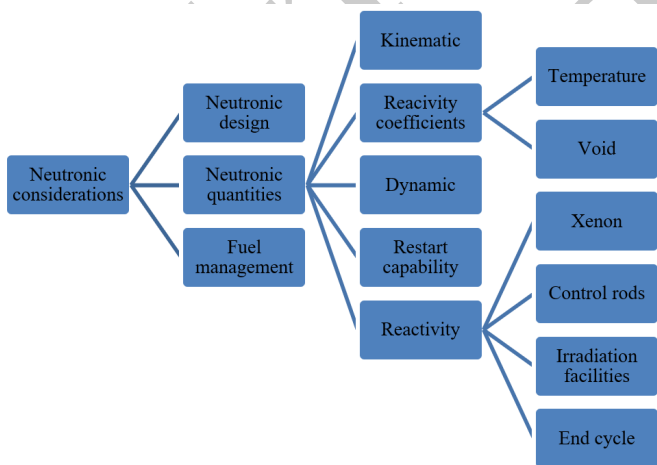 Neutronic
considerations
Neutronic
design
Neutronic
quantities
Fuel
management
Kinematic
Reacivity
coefficients
Dynamic
Restart
capability
Reactivity
Temperature
Void
Xenon
Control rods
Irradiation
facilities
End cycle